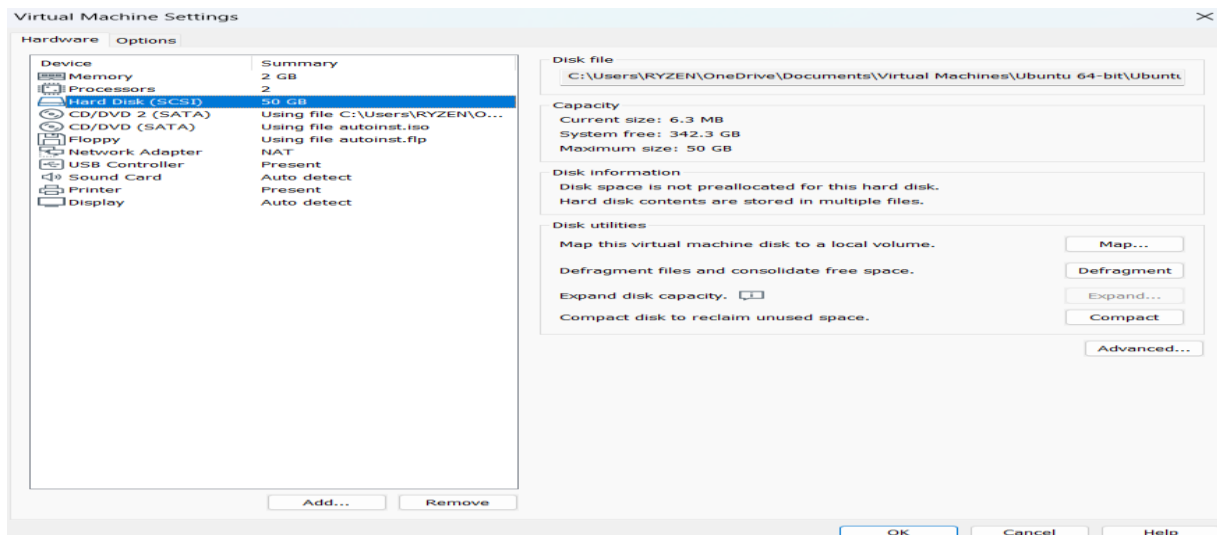 Virtual Machine Settings
Hardware Options
Device Summary
Memory 2 GB
Processors 2
Hard Disk (SCSI) 50 GB
CD/DVD 2 (SATA) Using file C:\Users\RYZEN\O...
CD/DVD (SATA) Using file autoinst.iso
Floppy Using file autoinst.flp
Network Adapter NAT
USB Controller Present
Sound Card Auto detect
Printer Present
Display Auto detect
Add... Remove
Disk file
C:\Users\RYZEN\OneDrive\Documents\Virtual Machines\Ubuntu 64-bit\Ubuntu
Capacity
Current size: 6.3 MB
System free: 342.3 GB
Maximum size: 50 GB
Disk information
Disk space is not preallocated for this hard disk.
Hard disk contents are stored in multiple files.
Disk utilities
Map this virtual machine disk to a local volume. Map...
Defragment files and consolidate free space. Defragment
Expand disk capacity. Expand...
Compact disk to reclaim unused space. Compact
Advanced...
OK Cancel Help